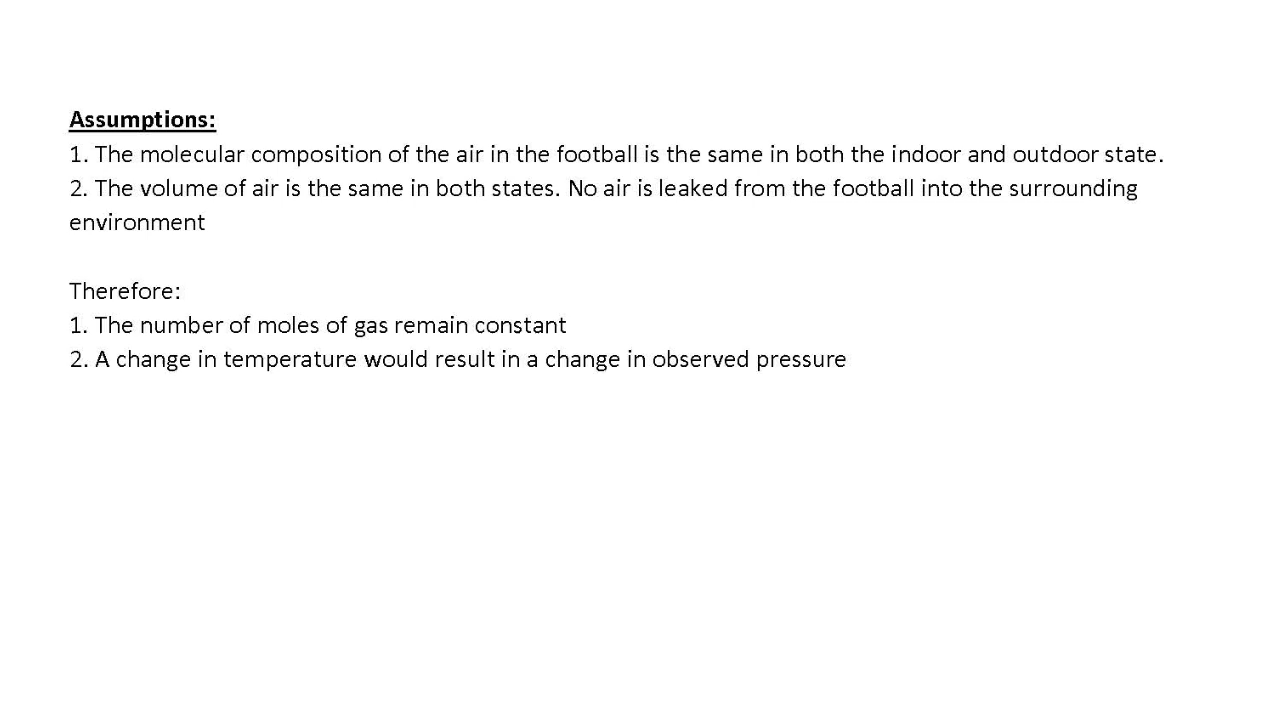 Assumptions:
1. The molecular composition of the air in the football is the same in both the indoor and outdoor state.
2. The volume of air is the same in both states. No air is leaked from the football into the surrounding
environment
Therefore:
1. The number of moles of gas remain constant
2. A change in temperature would result in a change in observed pressure